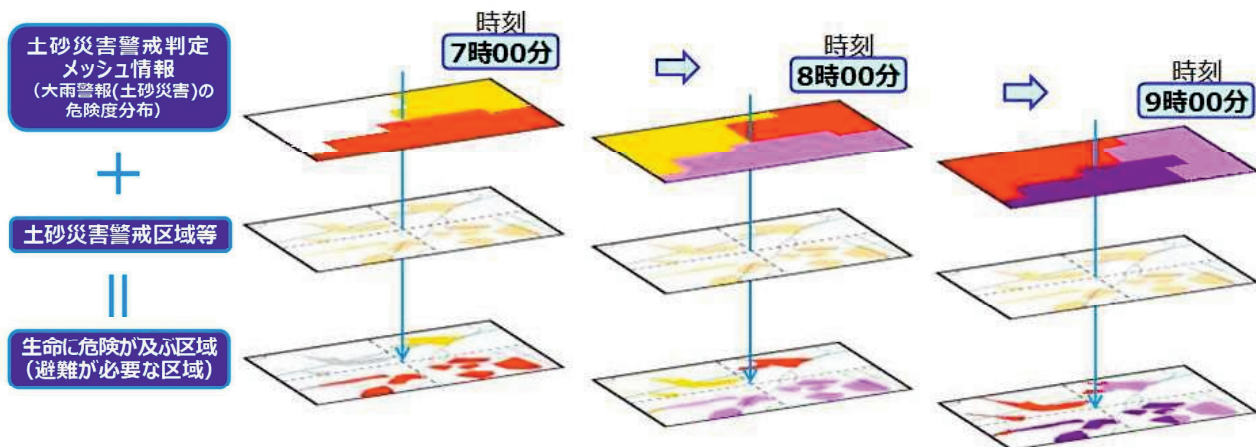 土砂災害警戒判定
メッシュ情報
(大雨警報(土砂災害)の
危険度分布)
+
土砂災害警戒区域等
生命に危険が及ぶ区域
(避難が必要な区域)
時刻
7時00分
時刻
8時00分
時刻
9時00分